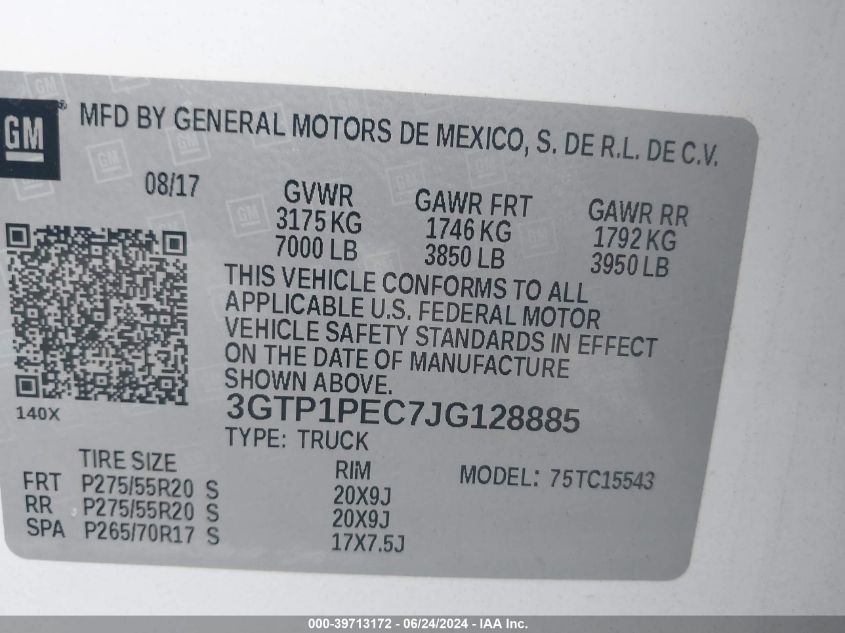 GM
MFD BY GENERAL MOTORS DE MEXICO, S. DE R.L. DE C.V.
08/17
GVWR GAWR FRT GAWR RR
3175 KG 1746 KG 1792 KG
7000 LB 3850 LB 3950 LB
THIS VEHICLE CONFORMS TO ALL
APPLICABLE U.S. FEDERAL MOTOR
VEHICLE SAFETY STANDARDS IN EFFECT
ON THE DATE OF MANUFACTURE
SHOWN ABOVE.
140X
3GTP1PEC7JG128885
TYPE: TRUCK
TIRE SIZE RIM MODEL: 75TC15543
FRT P275/55R20 S 20X9J
RR P275/55R20 S 20X9J
SPA P265/70R17 S 17X7.5J
000-39713172 - 06/24/2024 - IAA Inc.